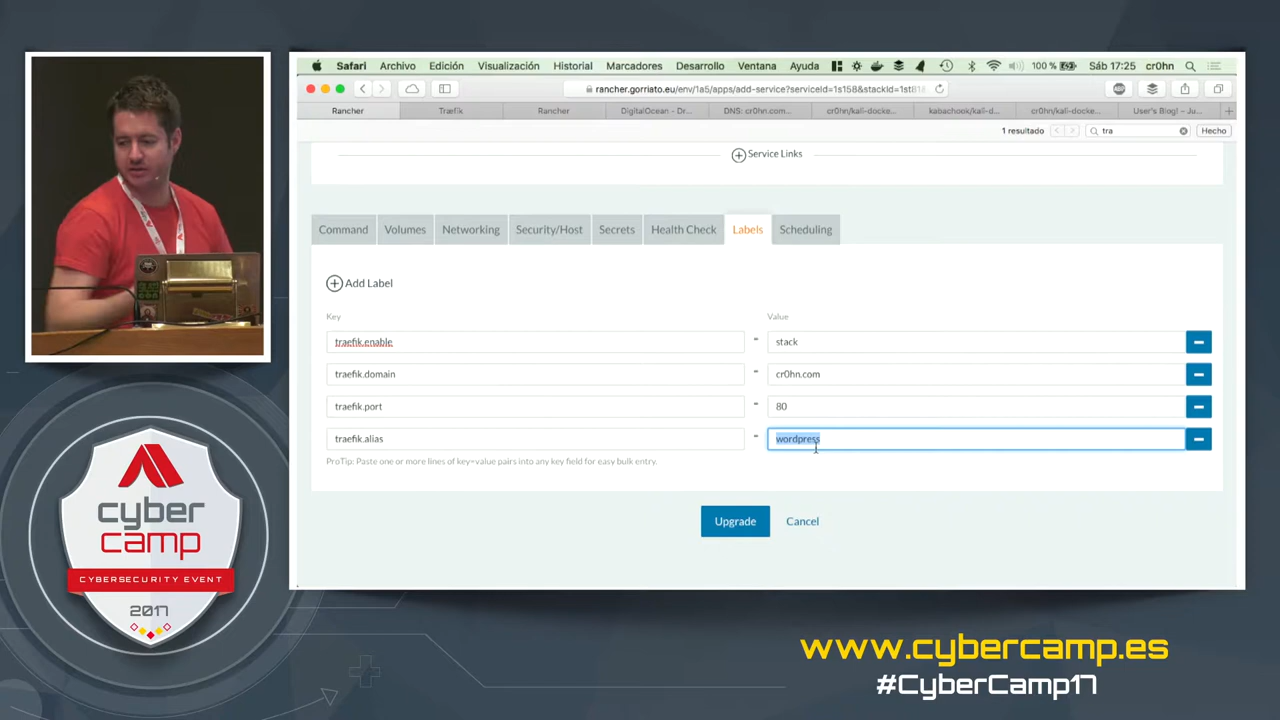 Safari Archivo Edición Visualización Historial Marcadores Desarrollo Ventana Ayuda 100 % Sáb 17:25 cr0hn
rancher.gorriato.eu/env/1a5/apps/add-service?serviceId=1s158&stackId=1st81
Rancher Træfik Rancher DigitalOcean - Dr... DNS: cr0hn.com... cr0hn/kali-docke... kabachook/kali-d... cr0hn/kali-docke... User's Blog! – Ju...
1 resultado tra Hecho
Service Links
Command Volumes Networking Security/Host Secrets Health Check Labels Scheduling
Add Label
Key Value
traefik.enable = stack
traefik.domain = cr0hn.com
traefik.port = 80
traefik.alias = wordpress
ProTip: Paste one or more lines of key=value pairs into any key field for easy bulk entry.
Upgrade Cancel
cyber
camp
CYBERSECURITY EVENT
2017
www.cybercamp.es
#CyberCamp17